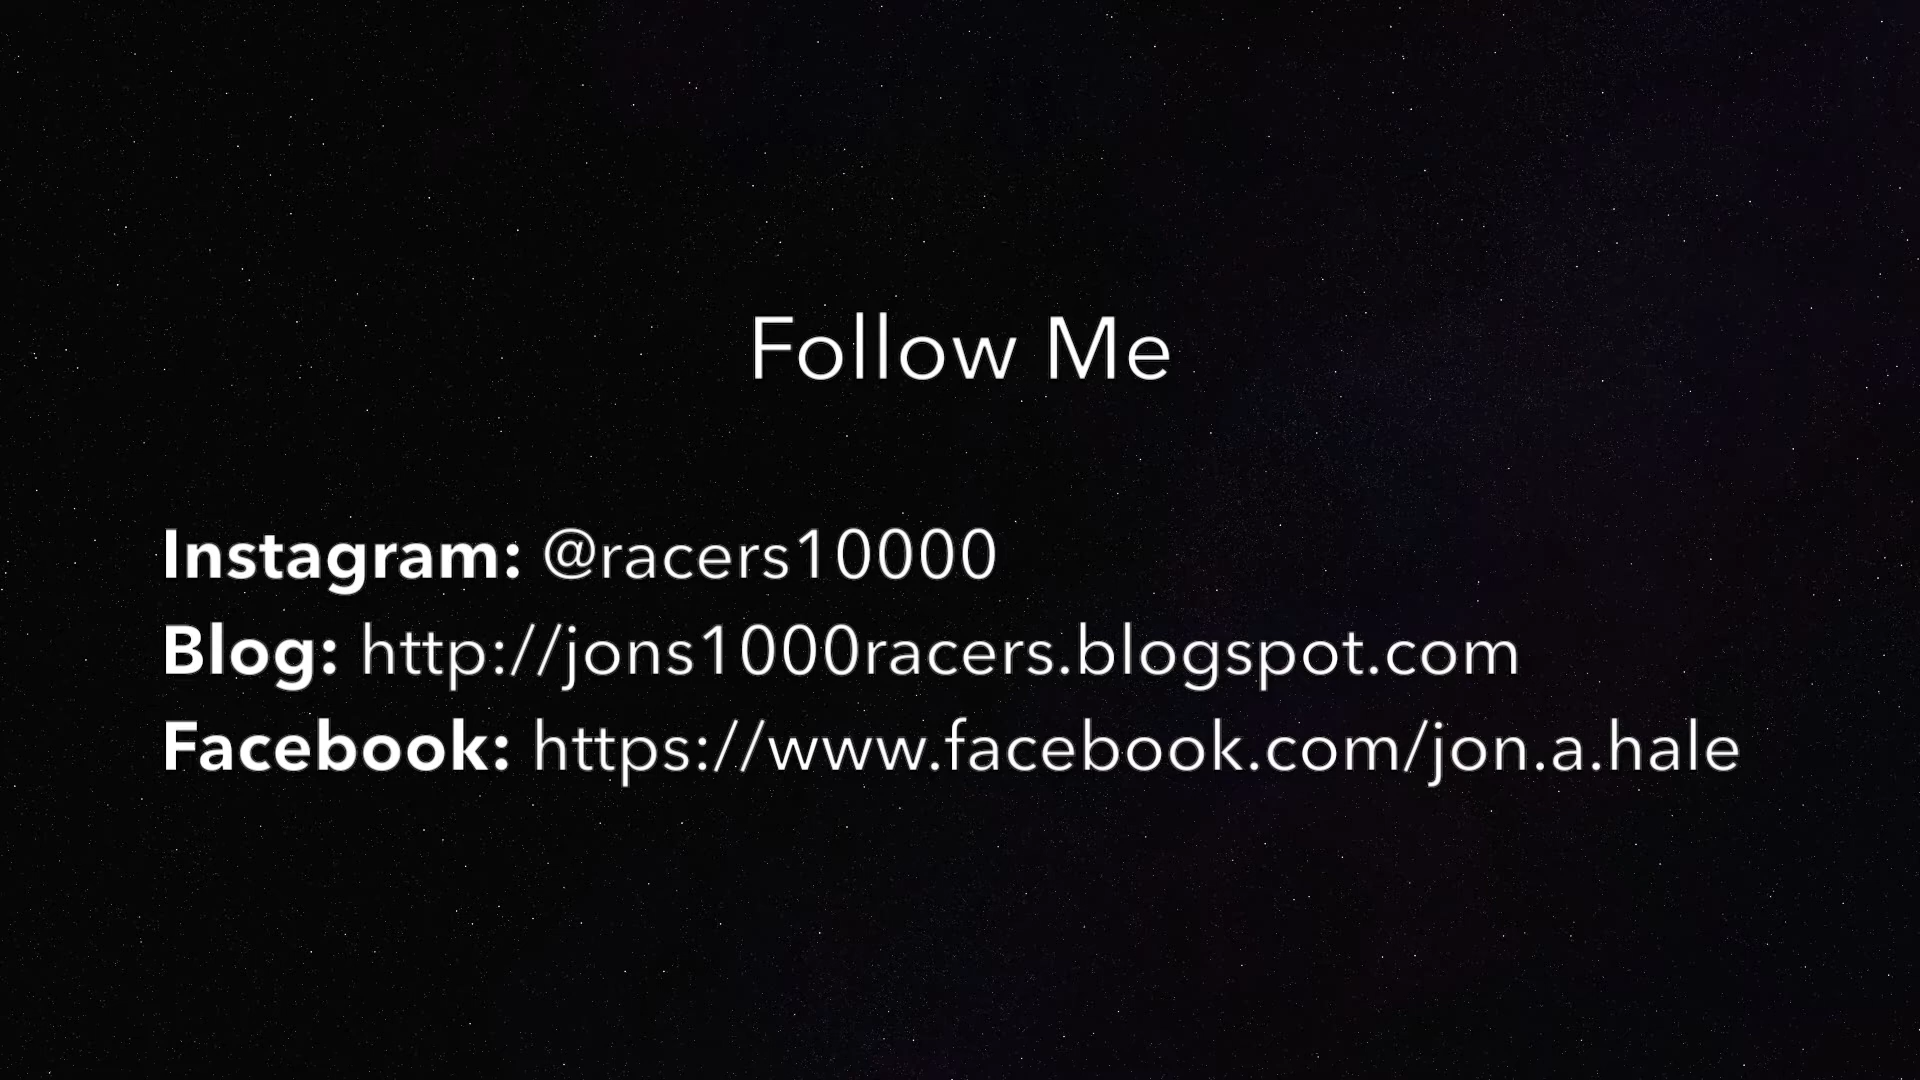 Follow Me
Instagram: @racers10000
Blog: http://jons1000racers.blogspot.com
Facebook: https://www.facebook.com/jon.a.hale